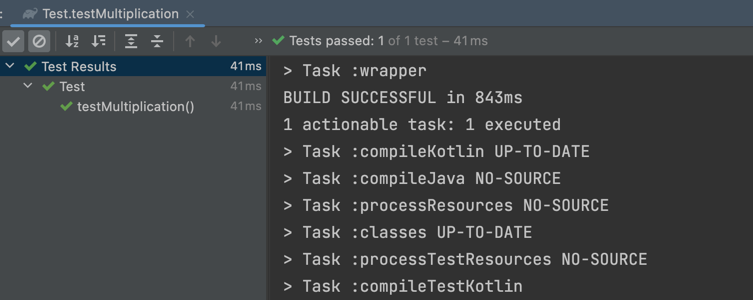 : Test.testMultiplication
Tests passed: 1 of 1 test – 41 ms
Test Results 41 ms
Test 41 ms
testMultiplication() 41 ms
> Task :wrapper
BUILD SUCCESSFUL in 843ms
1 actionable task: 1 executed
> Task :compileKotlin UP-TO-DATE
> Task :compileJava NO-SOURCE
> Task :processResources NO-SOURCE
> Task :classes UP-TO-DATE
> Task :processTestResources NO-SOURCE
> Task :compileTestKotlin